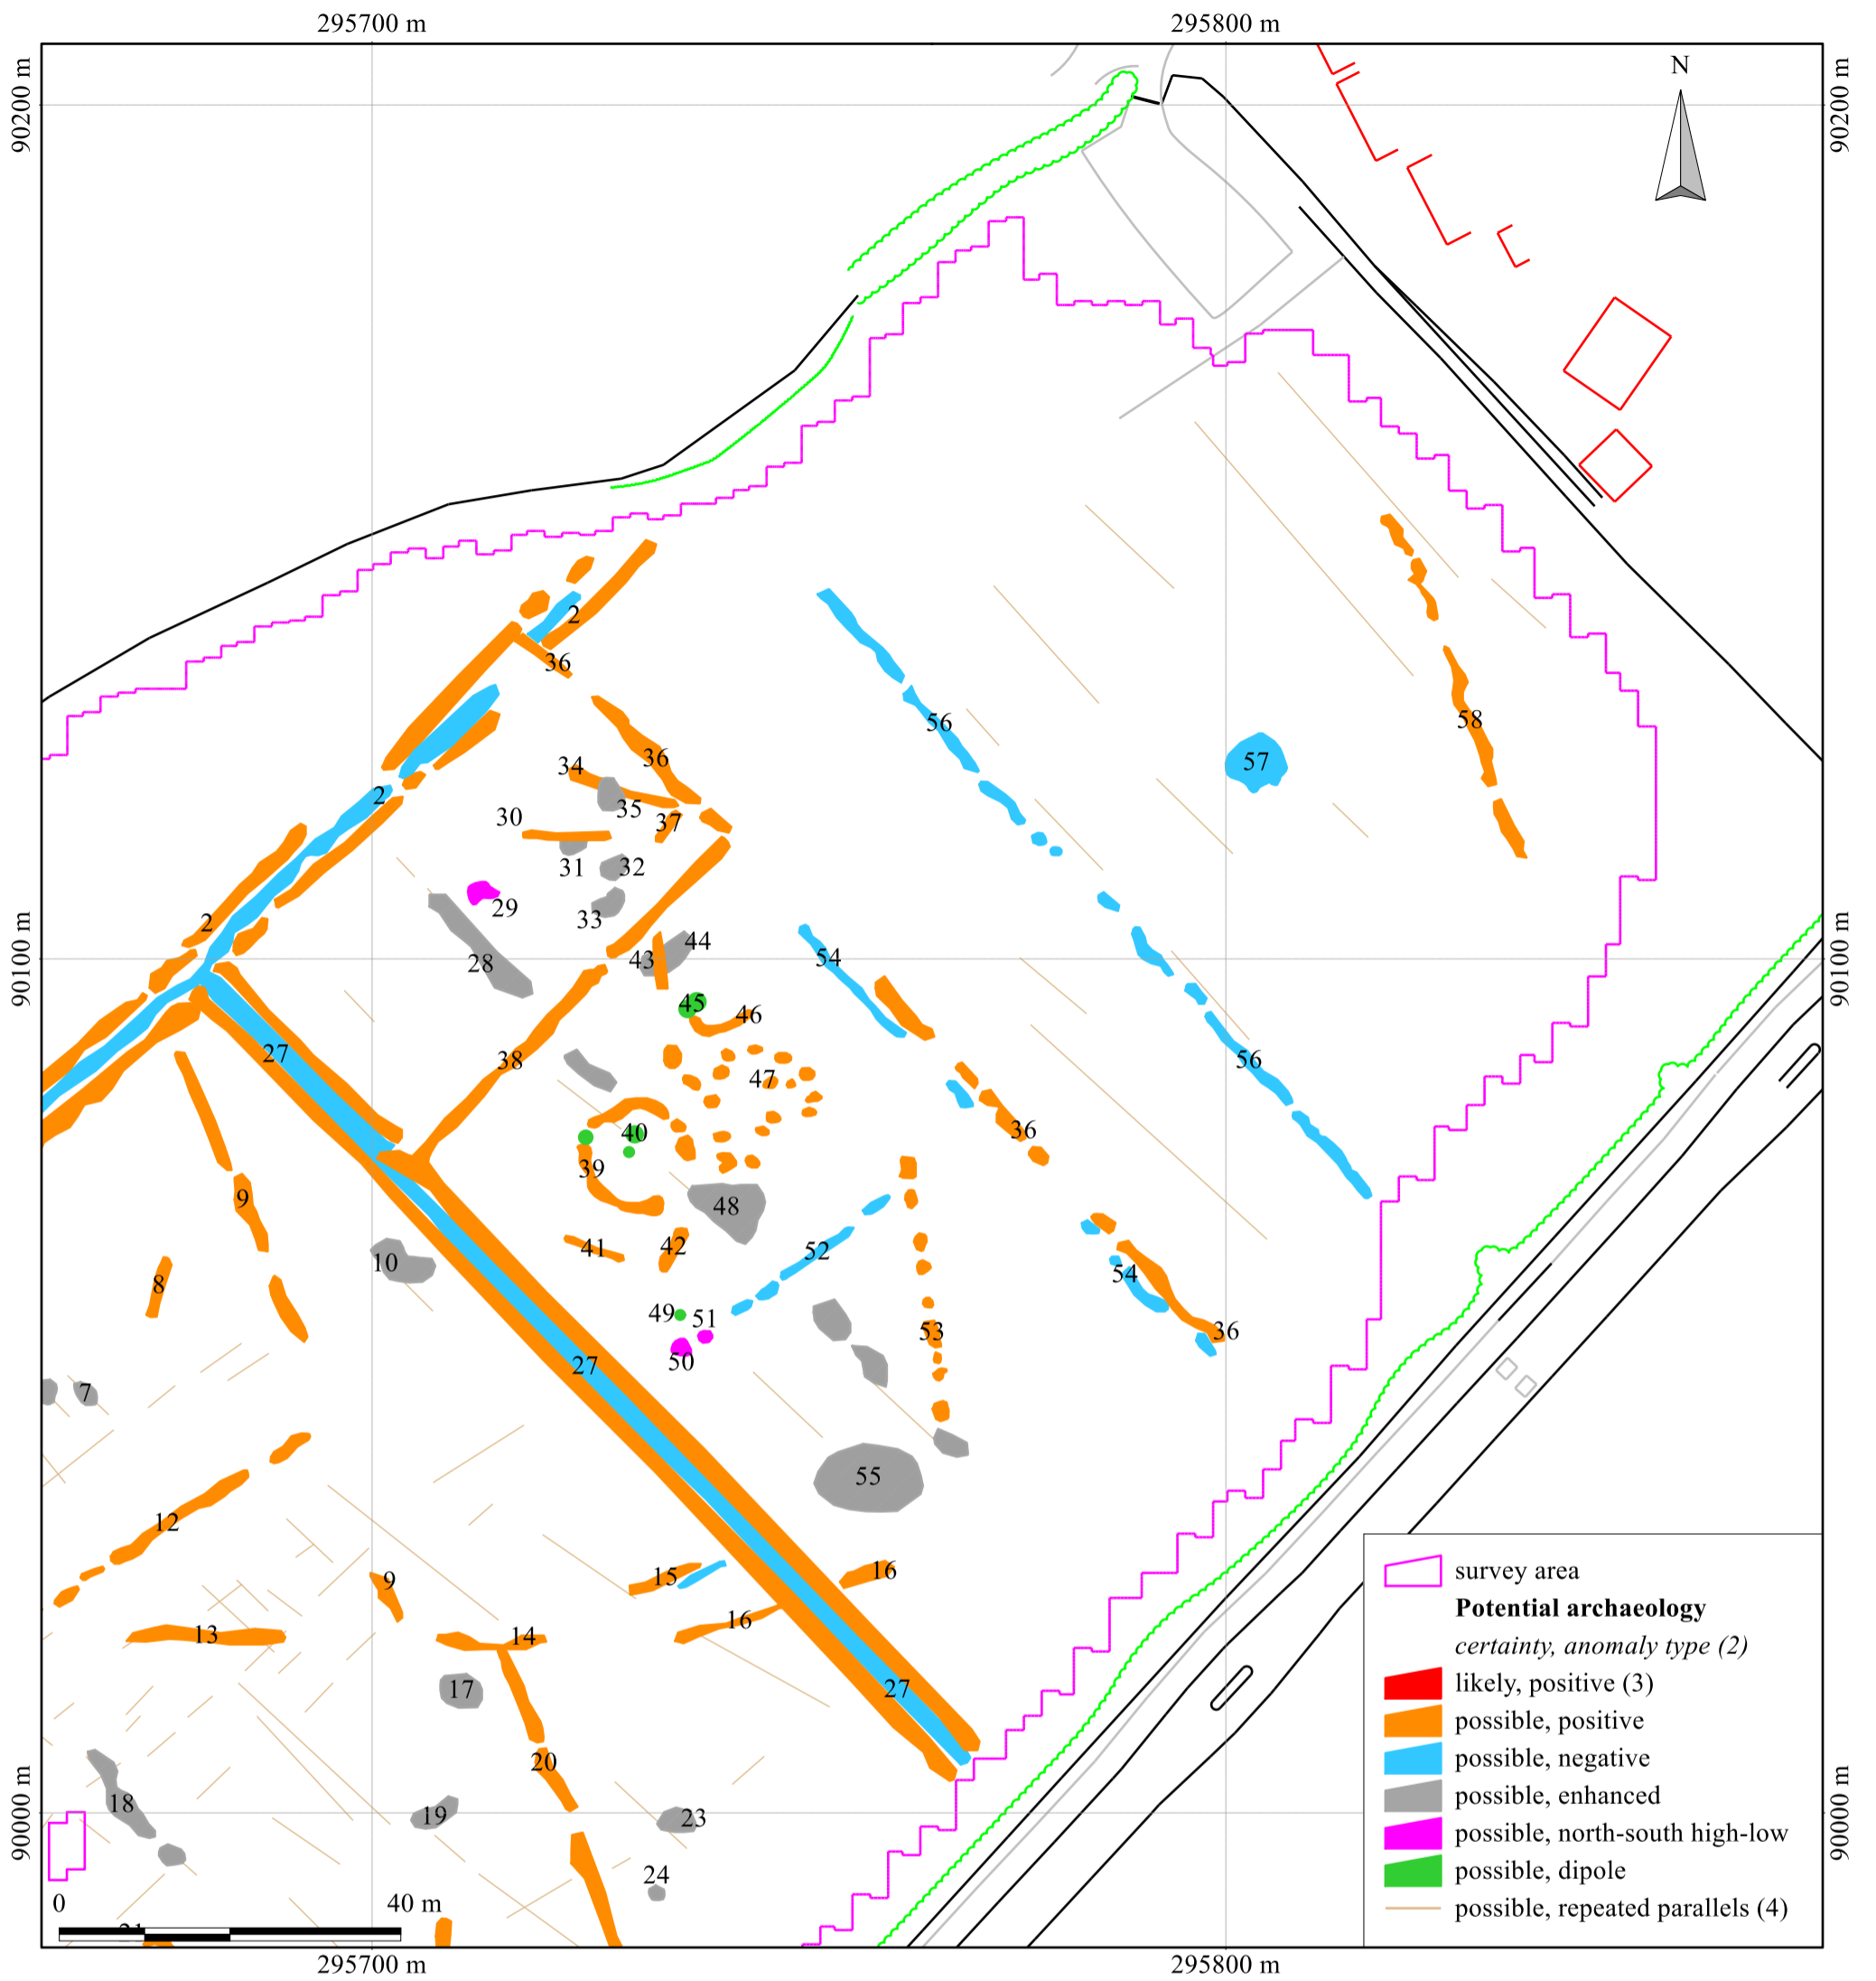 295700 m
295800 m
90200 m
90200 m
N
2
36
36
56
58
34
57
2
35
30
37
31
32
29
33
2
44
28
43
54
90100 m
90100 m
45
46
27
38
56
47
40
36
39
9
48
42
41
52
10
8
54
49
51
53
36
50
27
7
55
12
16
15
9
survey area
Potential archaeology
16
13
14
certainty, anomaly type (2)
likely, positive (3)
17
27
possible, positive
20
possible, negative
possible, enhanced
18
19
23
90000 m
90000 m
possible, north-south high-low
24
possible, dipole
0 40 m
possible, repeated parallels (4)
295700 m
295800 m